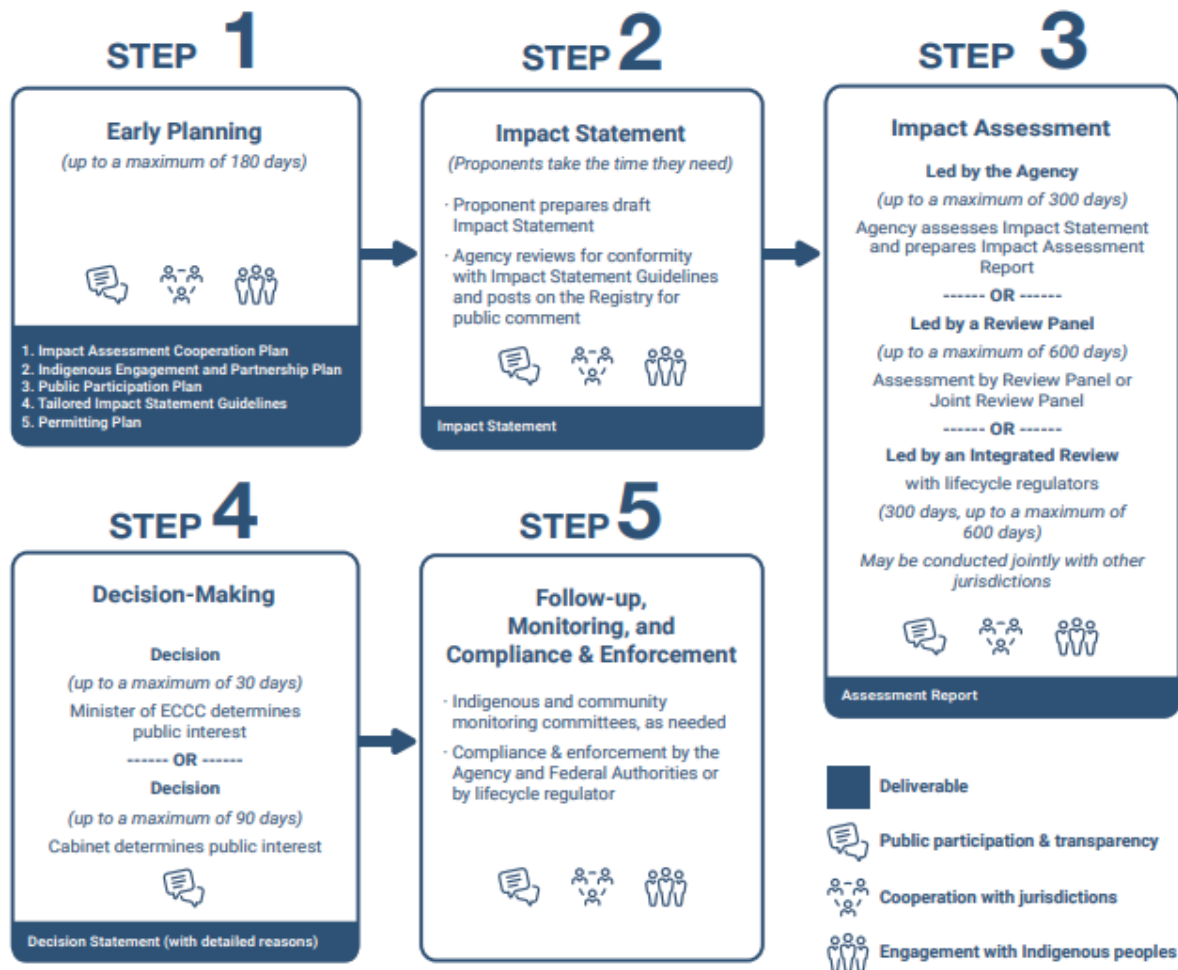 STEP 1
Early Planning
(up to a maximum of 180 days)
1. Impact Assessment Cooperation Plan
2. Indigenous Engagement and Partnership Plan
3. Public Participation Plan
4. Tailored Impact Statement Guidelines
5. Permitting Plan
STEP 2
Impact Statement
(Proponents take the time they need)
· Proponent prepares draft
Impact Statement
· Agency reviews for conformity
with Impact Statement Guidelines
and posts on the Registry for
public comment
Impact Statement
STEP 3
Impact Assessment
Led by the Agency
(up to a maximum of 300 days)
Agency assesses Impact Statement
and prepares Impact Assessment
Report
------ OR ------
Led by a Review Panel
(up to a maximum of 600 days)
Assessment by Review Panel or
Joint Review Panel
------ OR ------
Led by an Integrated Review
with lifecycle regulators
(300 days, up to a maximum of
600 days)
May be conducted jointly with other
jurisdictions
Assessment Report
STEP 4
Decision-Making
Decision
(up to a maximum of 30 days)
Minister of ECCC determines
public interest
------ OR ------
Decision
(up to a maximum of 90 days)
Cabinet determines public interest
Decision Statement (with detailed reasons)
STEP 5
Follow-up,
Monitoring, and
Compliance & Enforcement
· Indigenous and community
monitoring committees, as needed
· Compliance & enforcement by the
Agency and Federal Authorities or
by lifecycle regulator
Deliverable
Public participation & transparency
Cooperation with jurisdictions
Engagement with Indigenous peoples